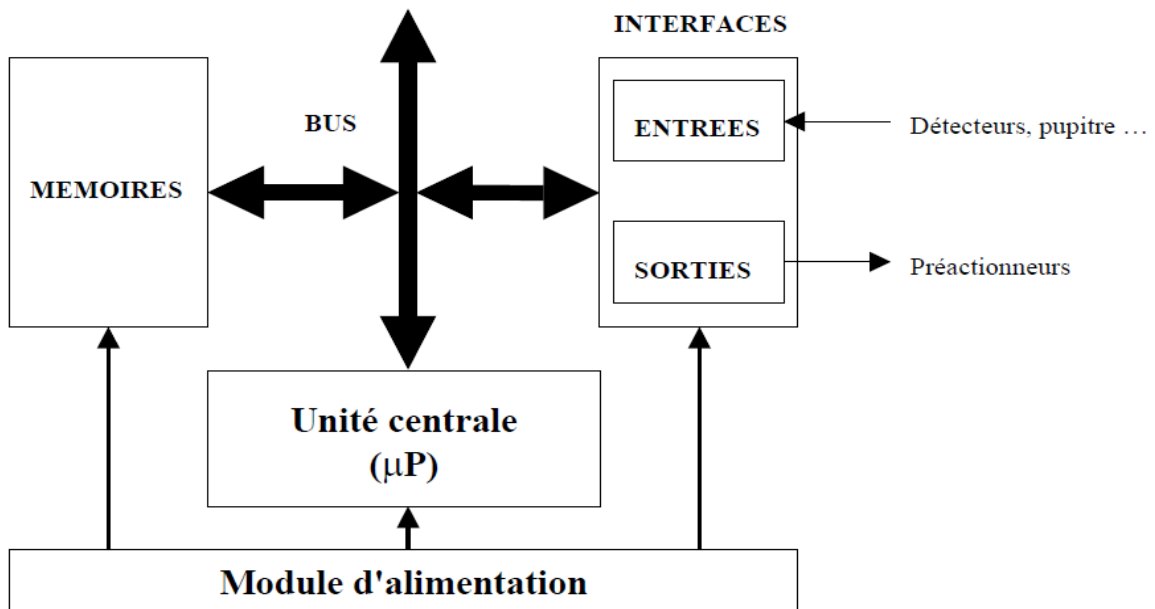 INTERFACES
BUS
ENTREES
Détecteurs, pupitre …
MEMOIRES
SORTIES
Préactionneurs
Unité centrale
(µP)
Module d'alimentation